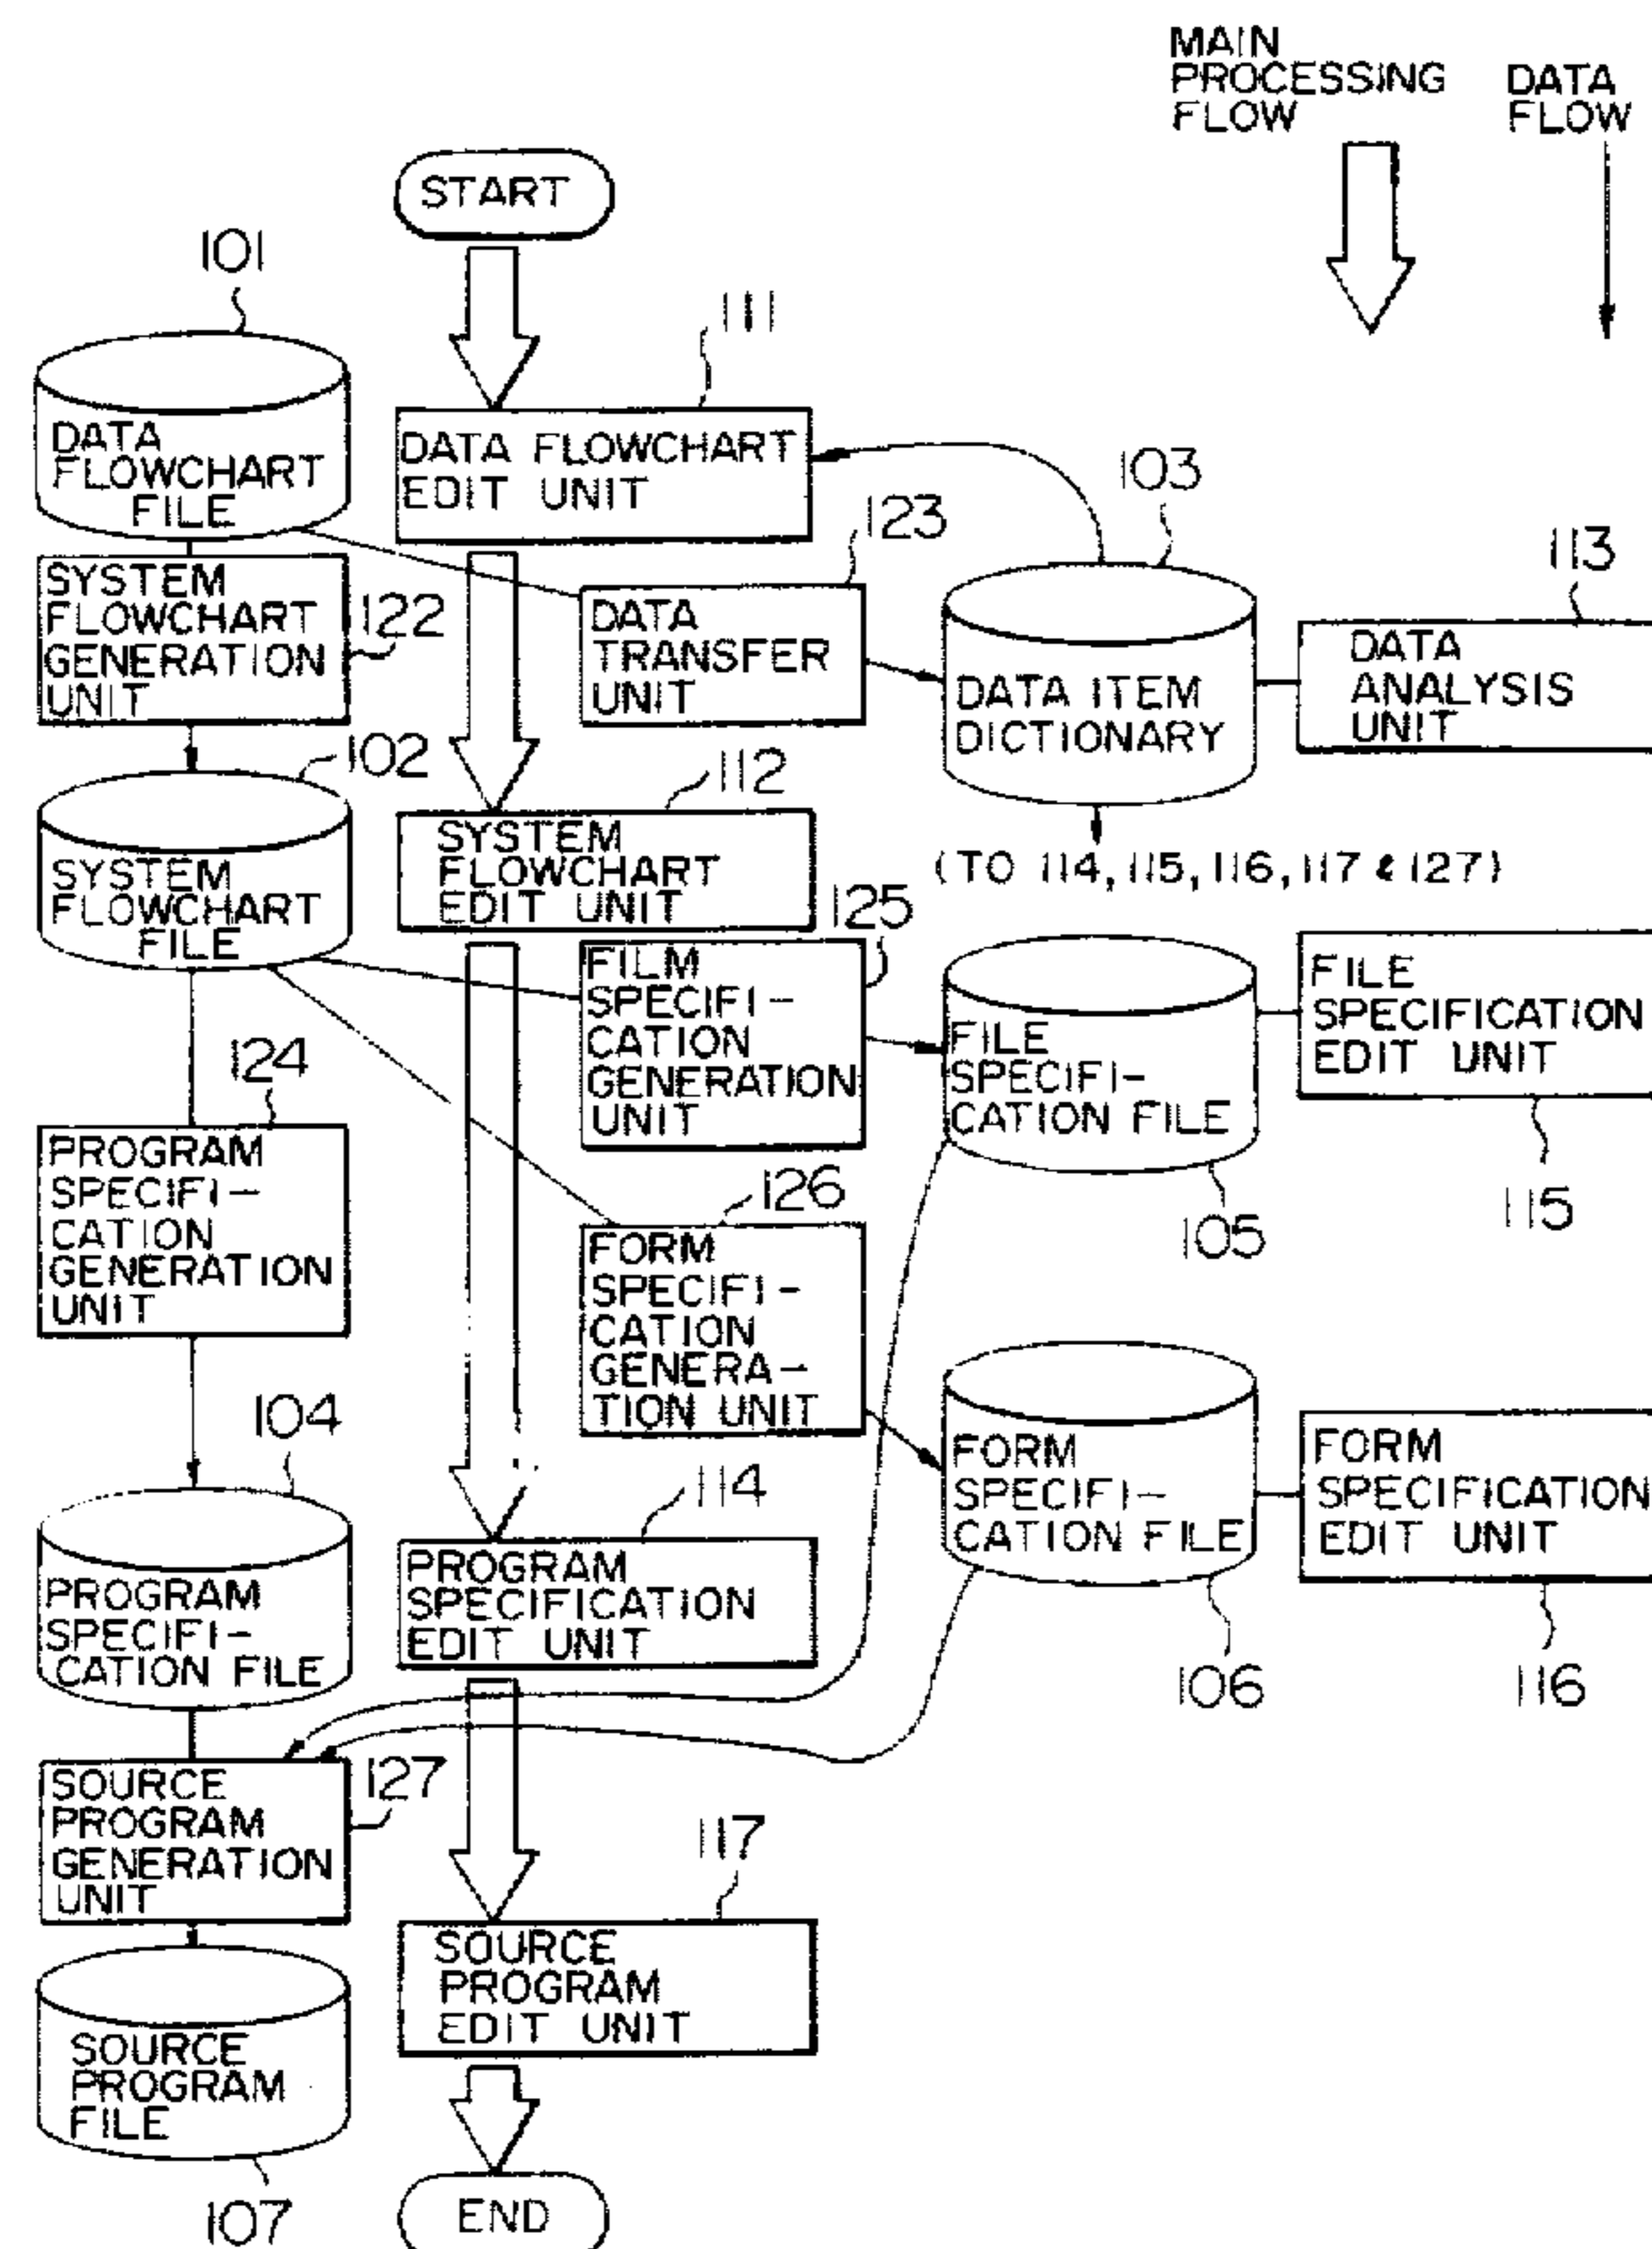 MAIN
PROCESSING
FLOW
DATA
FLOW
START
101
111
DATA
FLOWCHART
FILE
DATA FLOWCHART
EDIT UNIT
103
123
113
SYSTEM
FLOWCHART
GENERATION
UNIT
122
DATA
TRANSFER
UNIT
DATA ITEM
DICTIONARY
DATA
ANALYSIS
UNIT
102
112
SYSTEM
FLOWCHART
FILE
SYSTEM
FLOWCHART
EDIT UNIT
(TO 114, 115, 116, 117 & 127)
125
FILM
SPECIFI-
CATION
GENERATION
UNIT
FILE
SPECIFI-
CATION FILE
FILE
SPECIFICATION
EDIT UNIT
124
105
115
PROGRAM
SPECIFI-
CATION
GENERATION
UNIT
126
FORM
SPECIFI-
CATION
GENERA-
TION UNIT
104
114
FORM
SPECIFI-
CATION FILE
FORM
SPECIFICATION
EDIT UNIT
PROGRAM
SPECIFI-
CATION FILE
PROGRAM
SPECIFICATION
EDIT UNIT
106
116
SOURCE
PROGRAM
GENERATION
UNIT
127
117
SOURCE
PROGRAM
EDIT UNIT
SOURCE
PROGRAM
FILE
107
END